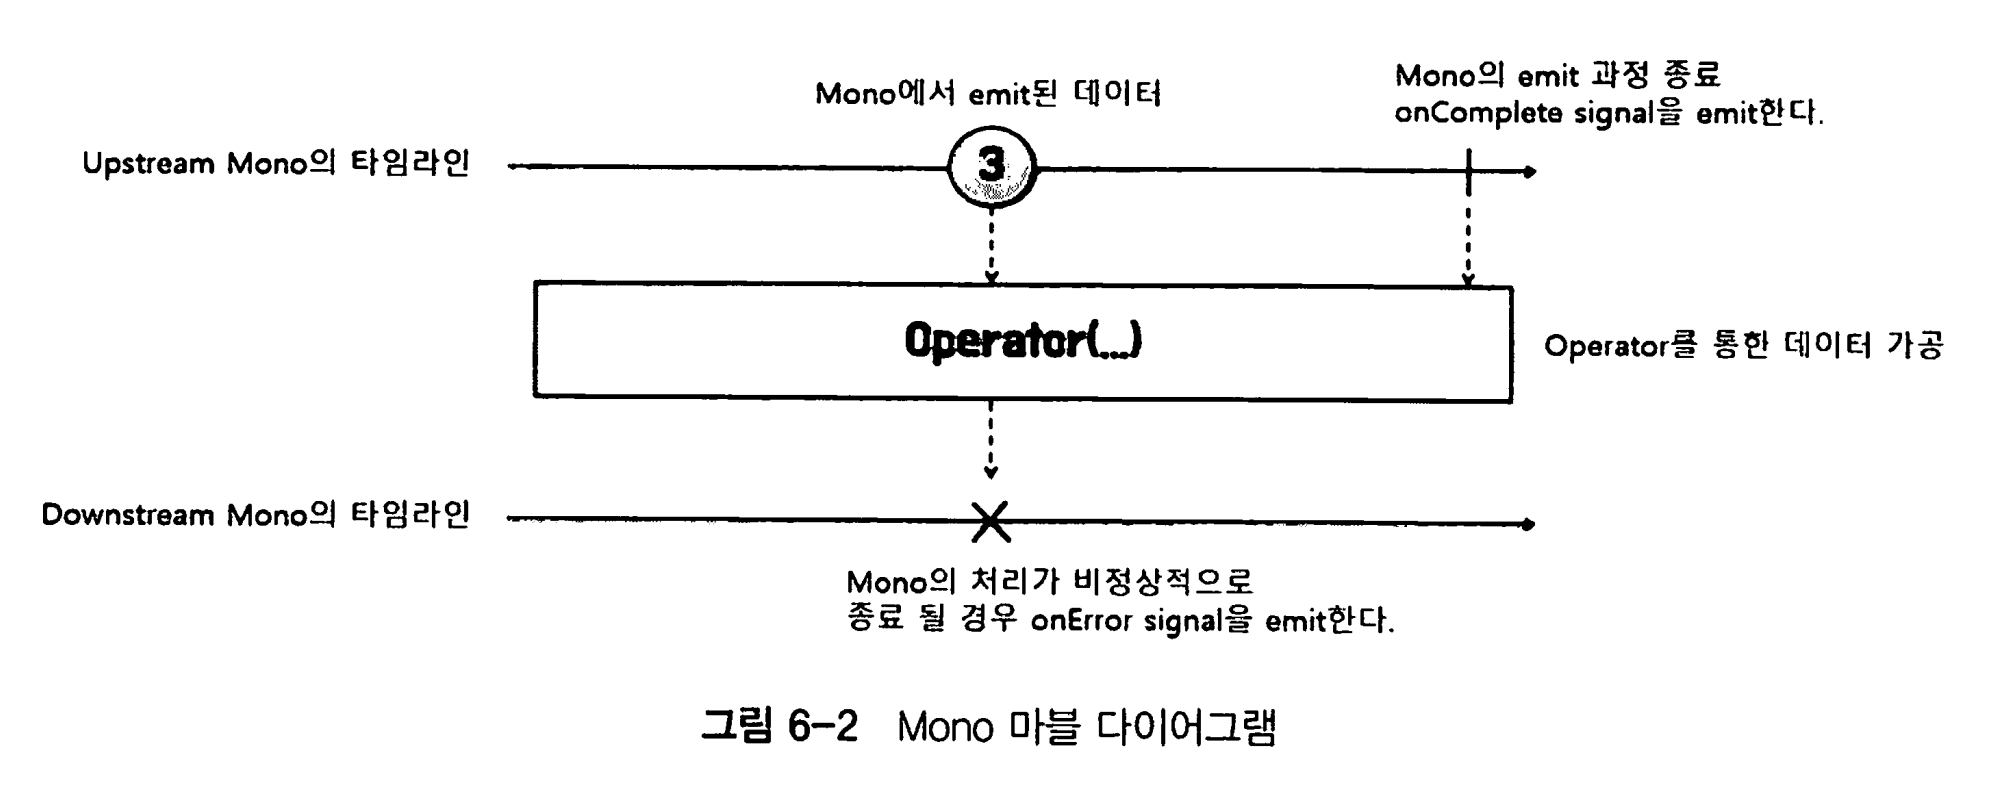 Mono에서 emit된 데이터
Mono의 emit 과정 종료
onComplete signal을 emit한다.
Upstream Mono의 타임라인
3
Operator(...)
Operator를 통한 데이터 가공
Downstream Mono의 타임라인
Mono의 처리가 비정상적으로
종료 될 경우 onError signal을 emit한다.
그림 6-2 Mono 마블 다이어그램